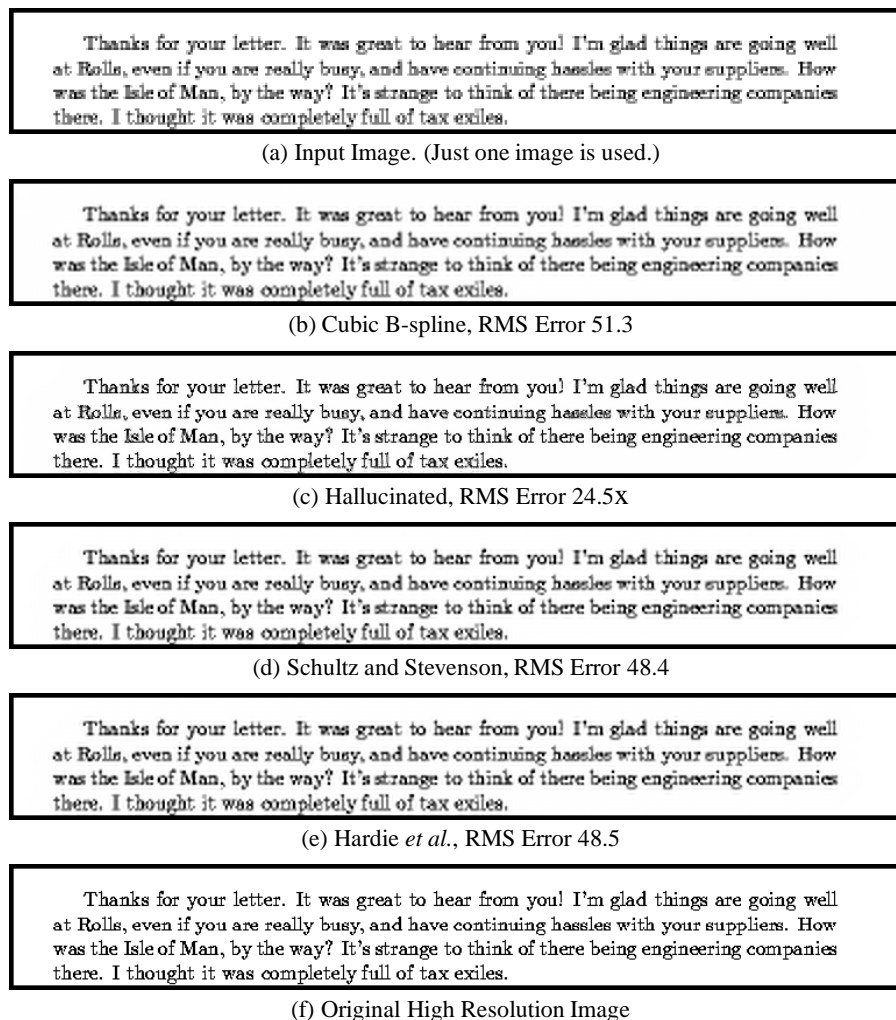 Thanks for your letter. It was great to hear from you! I'm glad things are going well
at Rolls, even if you are really busy, and have continuing hassles with your suppliers. How
was the Isle of Man, by the way? It's strange to think of there being engineering companies
there. I thought it was completely full of tax exiles.
(a) Input Image. (Just one image is used.)
Thanks for your letter. It was great to hear from you! I'm glad things are going well
at Rolls, even if you are really busy, and have continuing hassles with your suppliers. How
was the Isle of Man, by the way? It's strange to think of there being engineering companies
there. I thought it was completely full of tax exiles.
(b) Cubic B-spline, RMS Error 51.3
Thanks for your letter. It was great to hear from you! I'm glad things are going well
at Rolls, even if you are really busy, and have continuing hassles with your suppliers. How
was the Isle of Man, by the way? It's strange to think of there being engineering companies
there. I thought it was completely full of tax exiles.
(c) Hallucinated, RMS Error 24.5x
Thanks for your letter. It was great to hear from you! I'm glad things are going well
at Rolls, even if you are really busy, and have continuing hassles with your suppliers. How
was the Isle of Man, by the way? It's strange to think of there being engineering companies
there. I thought it was completely full of tax exiles.
(d) Schultz and Stevenson, RMS Error 48.4
Thanks for your letter. It was great to hear from you! I'm glad things are going well
at Rolls, even if you are really busy, and have continuing hassles with your suppliers. How
was the Isle of Man, by the way? It's strange to think of there being engineering companies
there. I thought it was completely full of tax exiles.
(e) Hardie et al., RMS Error 48.5
Thanks for your letter. It was great to hear from you! I'm glad things are going well
at Rolls, even if you are really busy, and have continuing hassles with your suppliers. How
was the Isle of Man, by the way? It's strange to think of there being engineering companies
there. I thought it was completely full of tax exiles.
(f) Original High Resolution Image